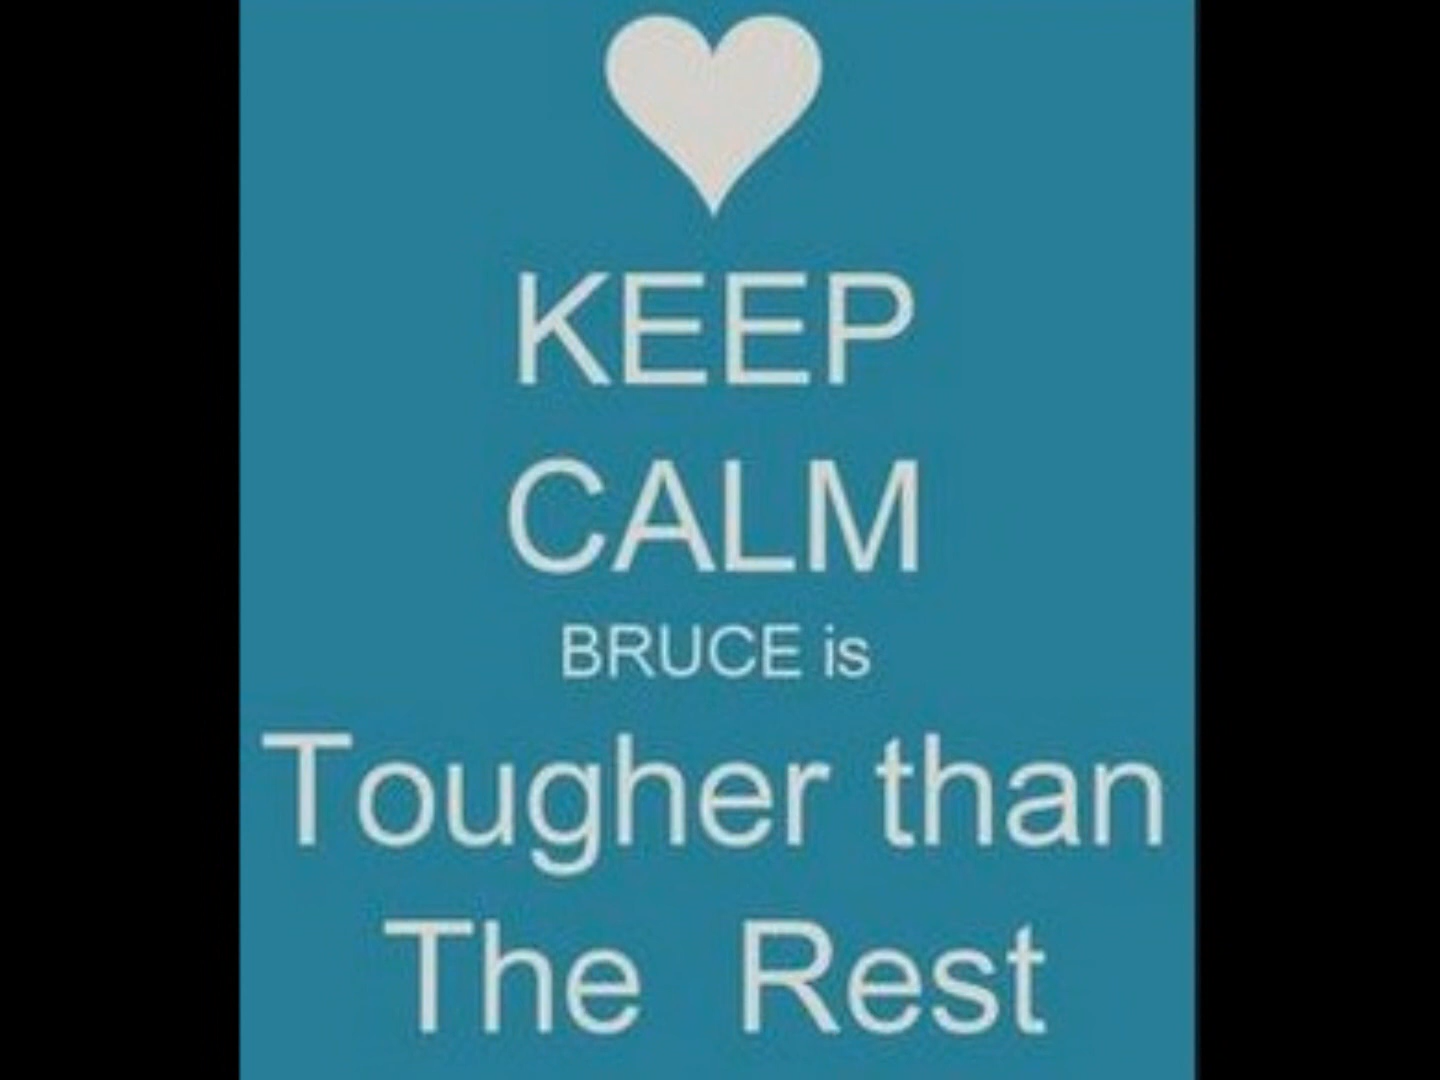 KEEP
CALM
BRUCE is
Tougher than
The Rest